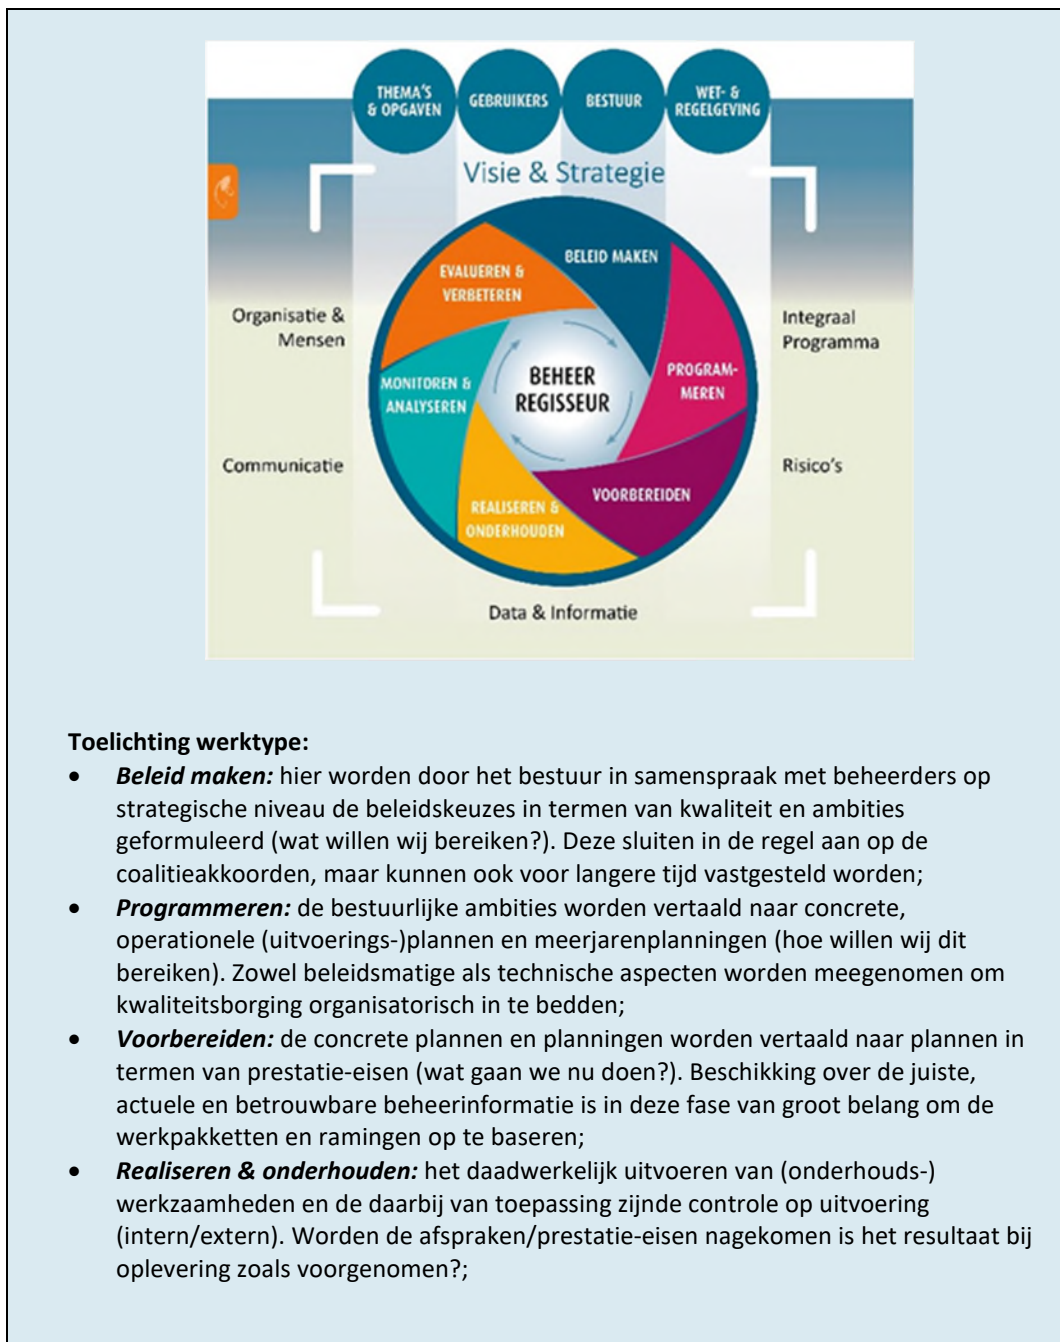 THEMA'S
& OPGAVEN
GEBRUIKERS
BESTUUR
WET- &
REGELGEVING
Visie & Strategie
BELEID MAKEN
EVALUEREN &
VERBETEREN
Organisatie &
Mensen
Integraal
Programma
PROGRAM-
MEREN
MONITOREN &
ANALYSEREN
BEHEER
REGISSEUR
Communicatie
Risico's
VOORBEREIDEN
REALISEREN &
ONDERHOUDEN
Data & Informatie
Toelichting werktype:
• Beleid maken: hier worden door het bestuur in samenspraak met beheerders op
strategische niveau de beleidskeuzes in termen van kwaliteit en ambities
geformuleerd (wat willen wij bereiken?). Deze sluiten in de regel aan op de
coalitieakkoorden, maar kunnen ook voor langere tijd vastgesteld worden;
• Programmeren: de bestuurlijke ambities worden vertaald naar concrete,
operationele (uitvoerings-)plannen en meerjarenplanningen (hoe willen wij dit
bereiken). Zowel beleidsmatige als technische aspecten worden meegenomen om
kwaliteitsborging organisatorisch in te bedden;
• Voorbereiden: de concrete plannen en planningen worden vertaald naar plannen in
termen van prestatie-eisen (wat gaan we nu doen?). Beschikking over de juiste,
actuele en betrouwbare beheerinformatie is in deze fase van groot belang om de
werkpakketten en ramingen op te baseren;
• Realiseren & onderhouden: het daadwerkelijk uitvoeren van (onderhouds-)
werkzaamheden en de daarbij van toepassing zijnde controle op uitvoering
(intern/extern). Worden de afspraken/prestatie-eisen nagekomen is het resultaat bij
oplevering zoals voorgenomen?;